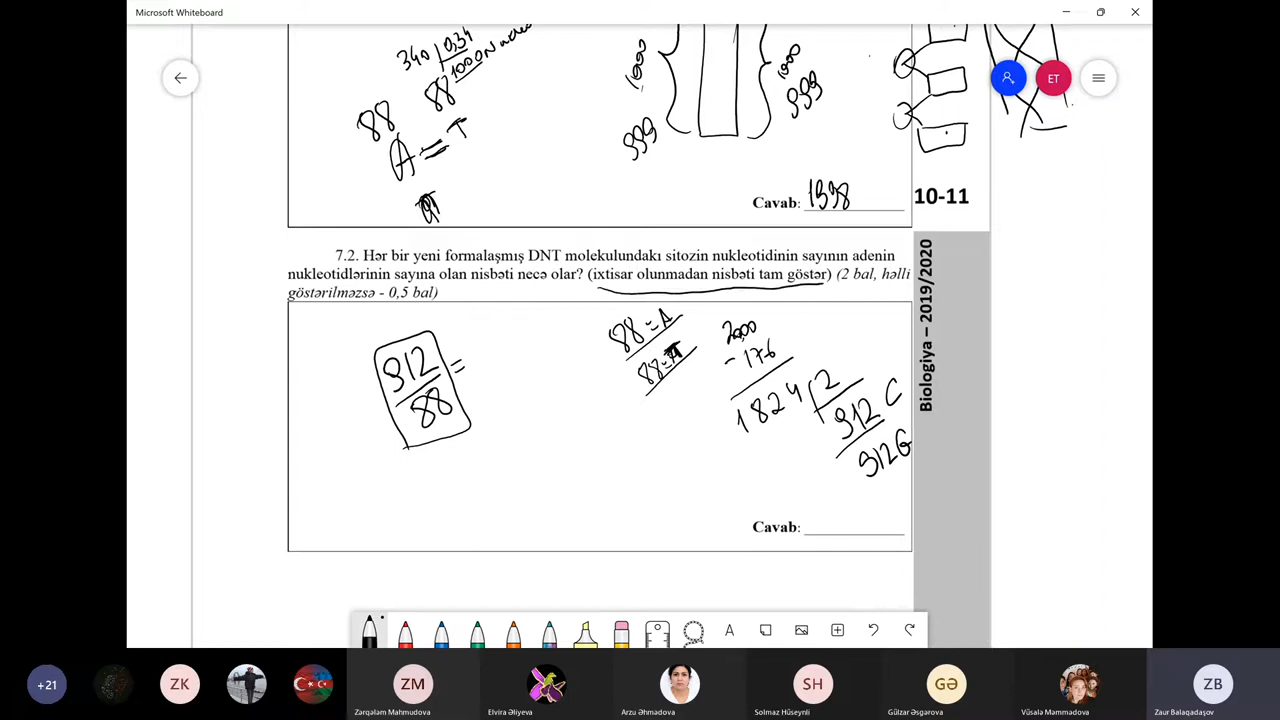 Microsoft Whiteboard
340 0,34
88 1000 N
88
A = T
1000
999
1000
999
ET
Cavab: 1998
10-11
7.2. Hər bir yeni formalaşmış DNT molekulundakı sitozin nukleotidinin sayının adenin
nukleotidlərinin sayına olan nisbəti necə olar? (ixtisar olunmadan nisbəti tam göstər) (2 bal, həlli
göstərilməzsə - 0,5 bal)
Biologiya – 2019/2020
912
88
=
88 = A
88 = T
2000
- 176
1824 2
912 C
912 G
Cavab:
A
+21
ZK
ZM
SH
GƏ
ZB
Zərqələm Mahmudova
Elvira Əliyeva
Arzu Əhmədova
Solmaz Hüseynli
Gülzar Əsgərova
Vüsalə Məmmədova
Zaur Balaqadaşov